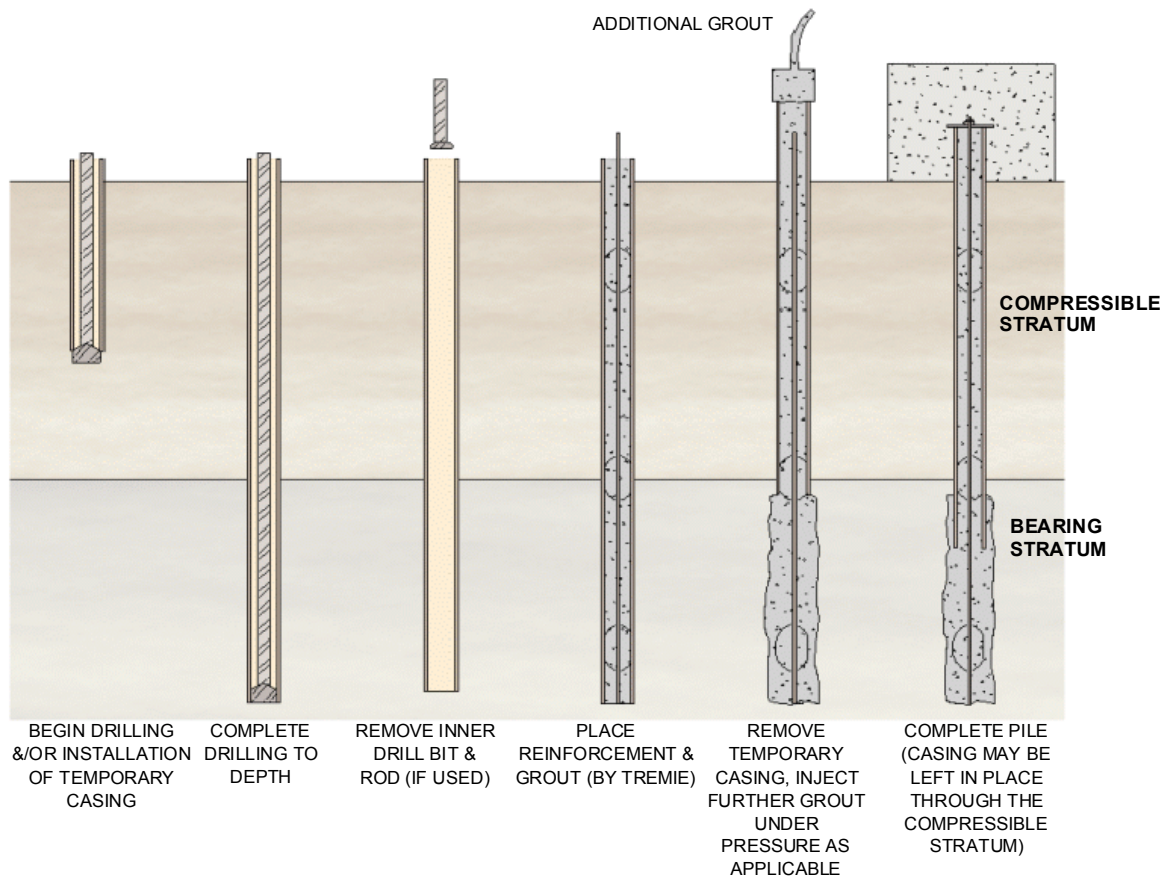 ADDITIONAL GROUT
COMPRESSIBLE
STRATUM
BEARING
STRATUM
BEGIN DRILLING
&/OR INSTALLATION
OF TEMPORARY
CASING
COMPLETE
DRILLING TO
DEPTH
REMOVE INNER
DRILL BIT &
ROD (IF USED)
PLACE
REINFORCEMENT &
GROUT (BY TREMIE)
REMOVE
TEMPORARY
CASING, INJECT
FURTHER GROUT
UNDER
PRESSURE AS
APPLICABLE
COMPLETE PILE
(CASING MAY BE
LEFT IN PLACE
THROUGH THE
COMPRESSIBLE
STRATUM)